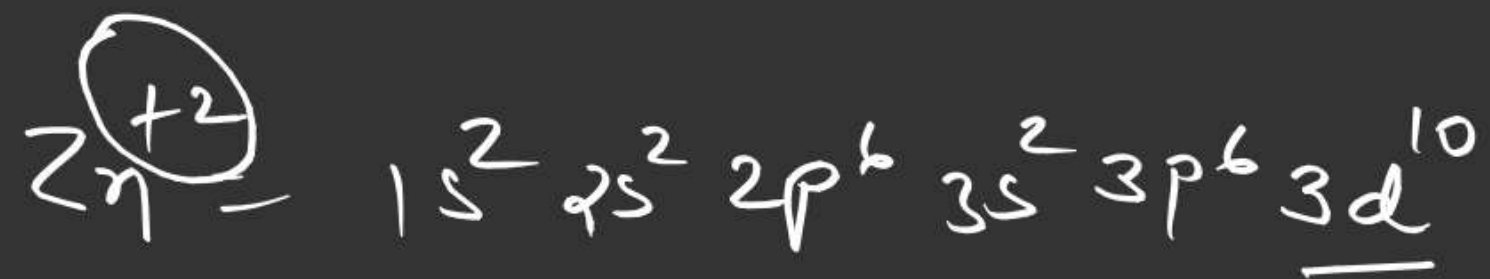 Zn⁺² - 1s² 2s² 2p⁶ 3s² 3p⁶ 3d¹⁰